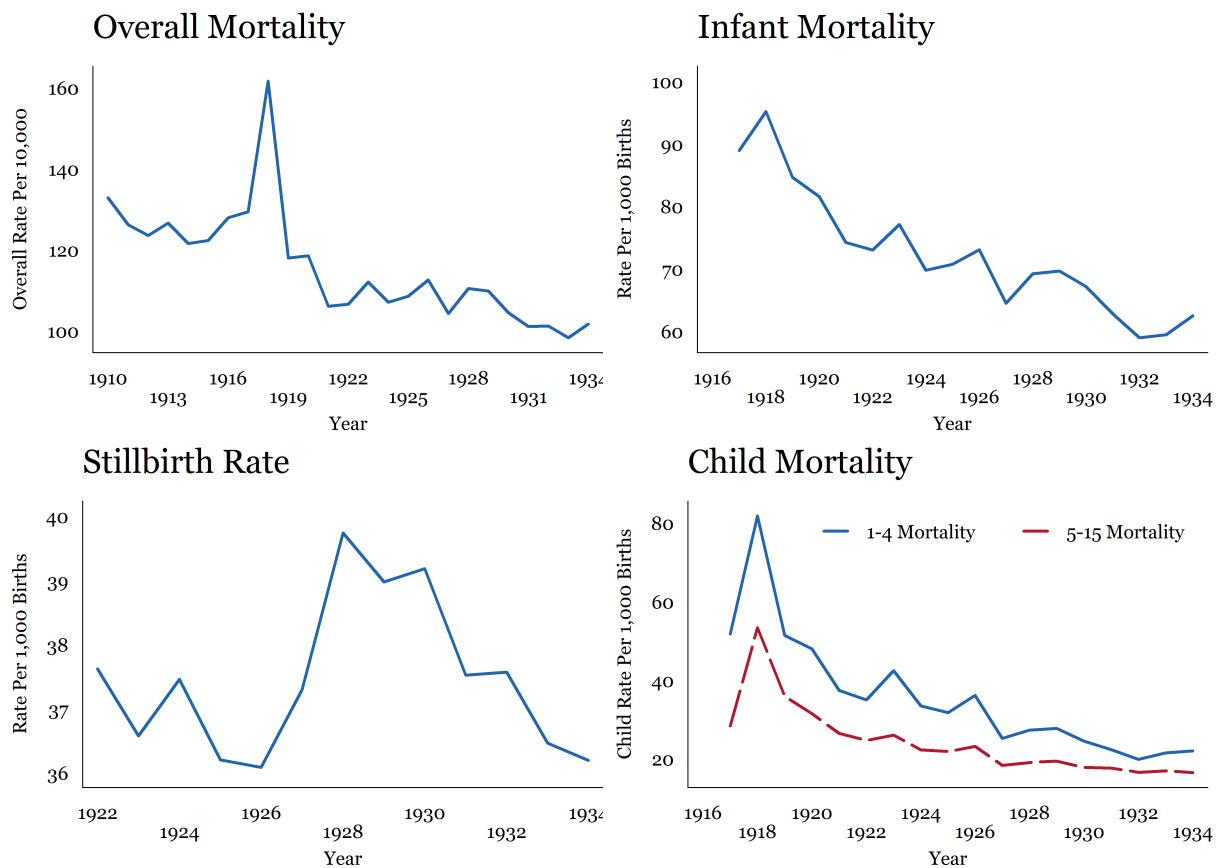 Overall Mortality
Overall Rate Per 10,000
160
140
120
100
1910 1916 1922 1928 1934
1913 1919 1925 1931
Year
Infant Mortality
Rate Per 1,000 Births
100
90
80
70
60
1916 1920 1924 1928 1932
1918 1922 1926 1930 1934
Year
Stillbirth Rate
Rate Per 1,000 Births
40
39
38
37
36
1922 1926 1930 1934
1924 1928 1932
Year
Child Mortality
Child Rate Per 1,000 Births
80
60
40
20
1-4 Mortality 5-15 Mortality
1916 1920 1924 1928 1932
1918 1922 1926 1930 1934
Year